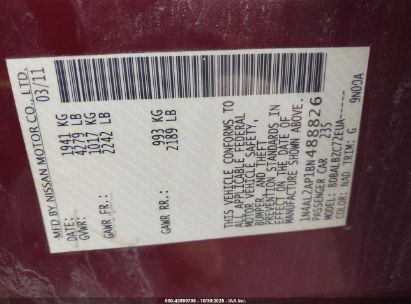 MFD BY NISSAN MOTOR CO., LTD.
03/11
GVWR: 1941 KG
4279 LB
GAWR FR: 1017 KG
2242 LB
GAWR RR: 993 KG
2189 LB
THIS VEHICLE CONFORMS TO
ALL APPLICABLE FEDERAL
MOTOR VEHICLE SAFETY,
BUMPER, AND THEFT
PREVENTION STANDARDS IN
EFFECT ON THE DATE OF
MANUFACTURE SHOWN ABOVE.
1N4AL2AP1BN488826
PASSENGER CAR 235
MODEL: BDBALBZC77EUA-----
COLOR: NAD TRIM: G 9N00A